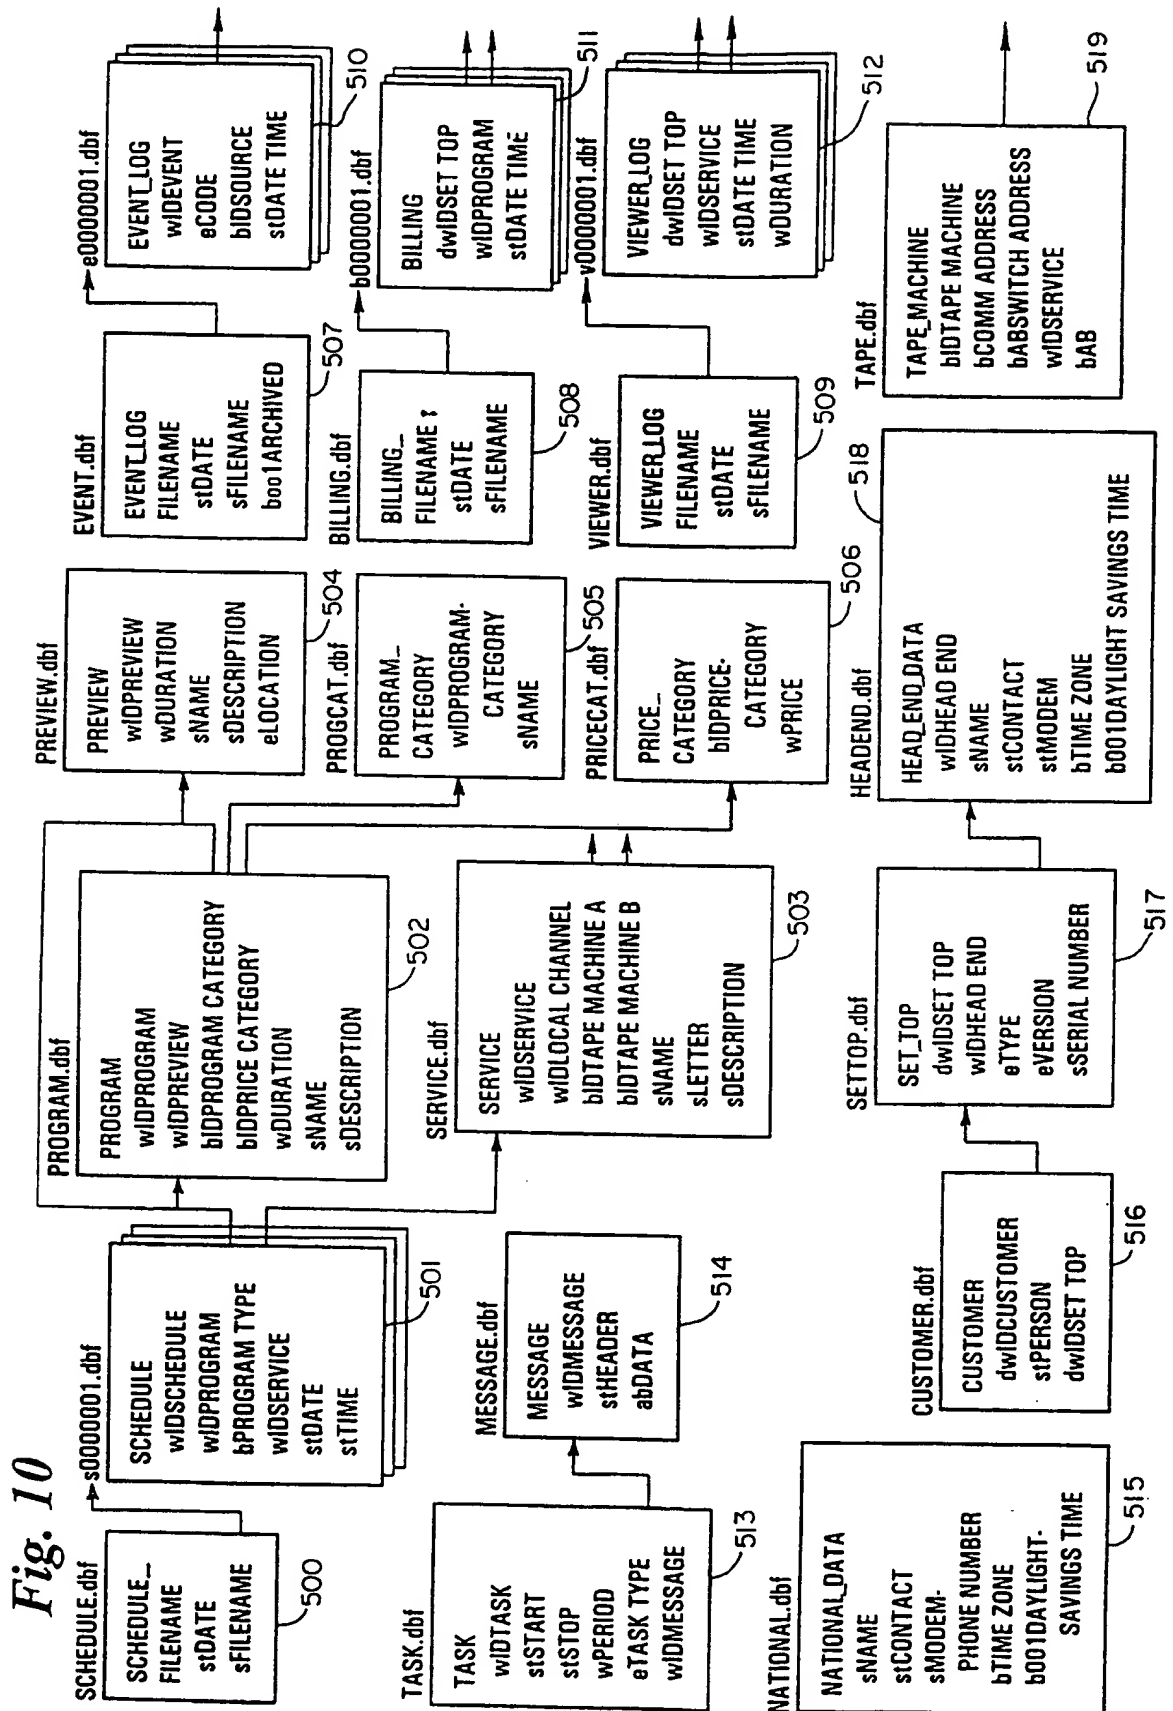 Fig. 10
SCHEDULE.dbf
SCHEDULE_
FILENAME
stDATE
sFILENAME
500
s0000001.dbf
SCHEDULE
wIDSCHEDULE
wIDPROGRAM
bPROGRAM TYPE
wIDSERVICE
stDATE
stTIME
501
PROGRAM.dbf
PROGRAM
wIDPROGRAM
wIDPREVIEW
bIDPROGRAM CATEGORY
bIDPRICE CATEGORY
wDURATION
sNAME
sDESCRIPTION
502
SERVICE.dbf
SERVICE
wIDSERVICE
wIDLOCAL CHANNEL
bIDTAPE MACHINE A
bIDTAPE MACHINE B
sNAME
sLETTER
sDESCRIPTION
503
PREVIEW.dbf
PREVIEW
wIDPREVIEW
wDURATION
sNAME
sDESCRIPTION
eLOCATION
504
PROGCAT.dbf
PROGRAM_
CATEGORY
wIDPROGRAM-
CATEGORY
sNAME
505
PRICECAT.dbf
PRICE_
CATEGORY
bIDPRICE-
CATEGORY
wPRICE
506
EVENT.dbf
EVENT_LOG
FILENAME
stDATE
sFILENAME
boo1ARCHIVED
507
BILLING.dbf
BILLING_
FILENAME :
stDATE
sFILENAME
508
VIEWER.dbf
VIEWER_LOG
FILENAME
stDATE
sFILENAME
509
e0000001.dbf
EVENT_LOG
wIDEVENT
eCODE
bIDSOURCE
stDATE TIME
510
b0000001.dbf
BILLING
dwIDSET TOP
wIDPROGRAM
stDATE TIME
511
v0000001.dbf
VIEWER_LOG
dwIDSET TOP
wIDSERVICE
stDATE TIME
wDURATION
512
TASK.dbf
TASK
wIDTASK
stSTART
stSTOP
wPERIOD
eTASK TYPE
wIDMESSAGE
513
MESSAGE.dbf
MESSAGE
wIDMESSAGE
stHEADER
abDATA
514
NATIONAL.dbf
NATIONAL_DATA
sNAME
stCONTACT
sMODEM-
PHONE NUMBER
bTIME ZONE
b001DAYLIGHT-
SAVINGS TIME
515
CUSTOMER.dbf
CUSTOMER
dwIDCUSTOMER
stPERSON
dwIDSET TOP
516
SETTOP.dbf
SET_TOP
dwIDSET TOP
wIDHEAD END
eTYPE
eVERSION
sSERIAL NUMBER
517
HEADEND.dbf
HEAD_END_DATA
wIDHEAD END
sNAME
stCONTACT
stMODEM
bTIME ZONE
b001DAYLIGHT SAVINGS TIME
518
TAPE.dbf
TAPE_MACHINE
bIDTAPE MACHINE
bCOMM ADDRESS
bABSWITCH ADDRESS
wIDSERVICE
bAB
519